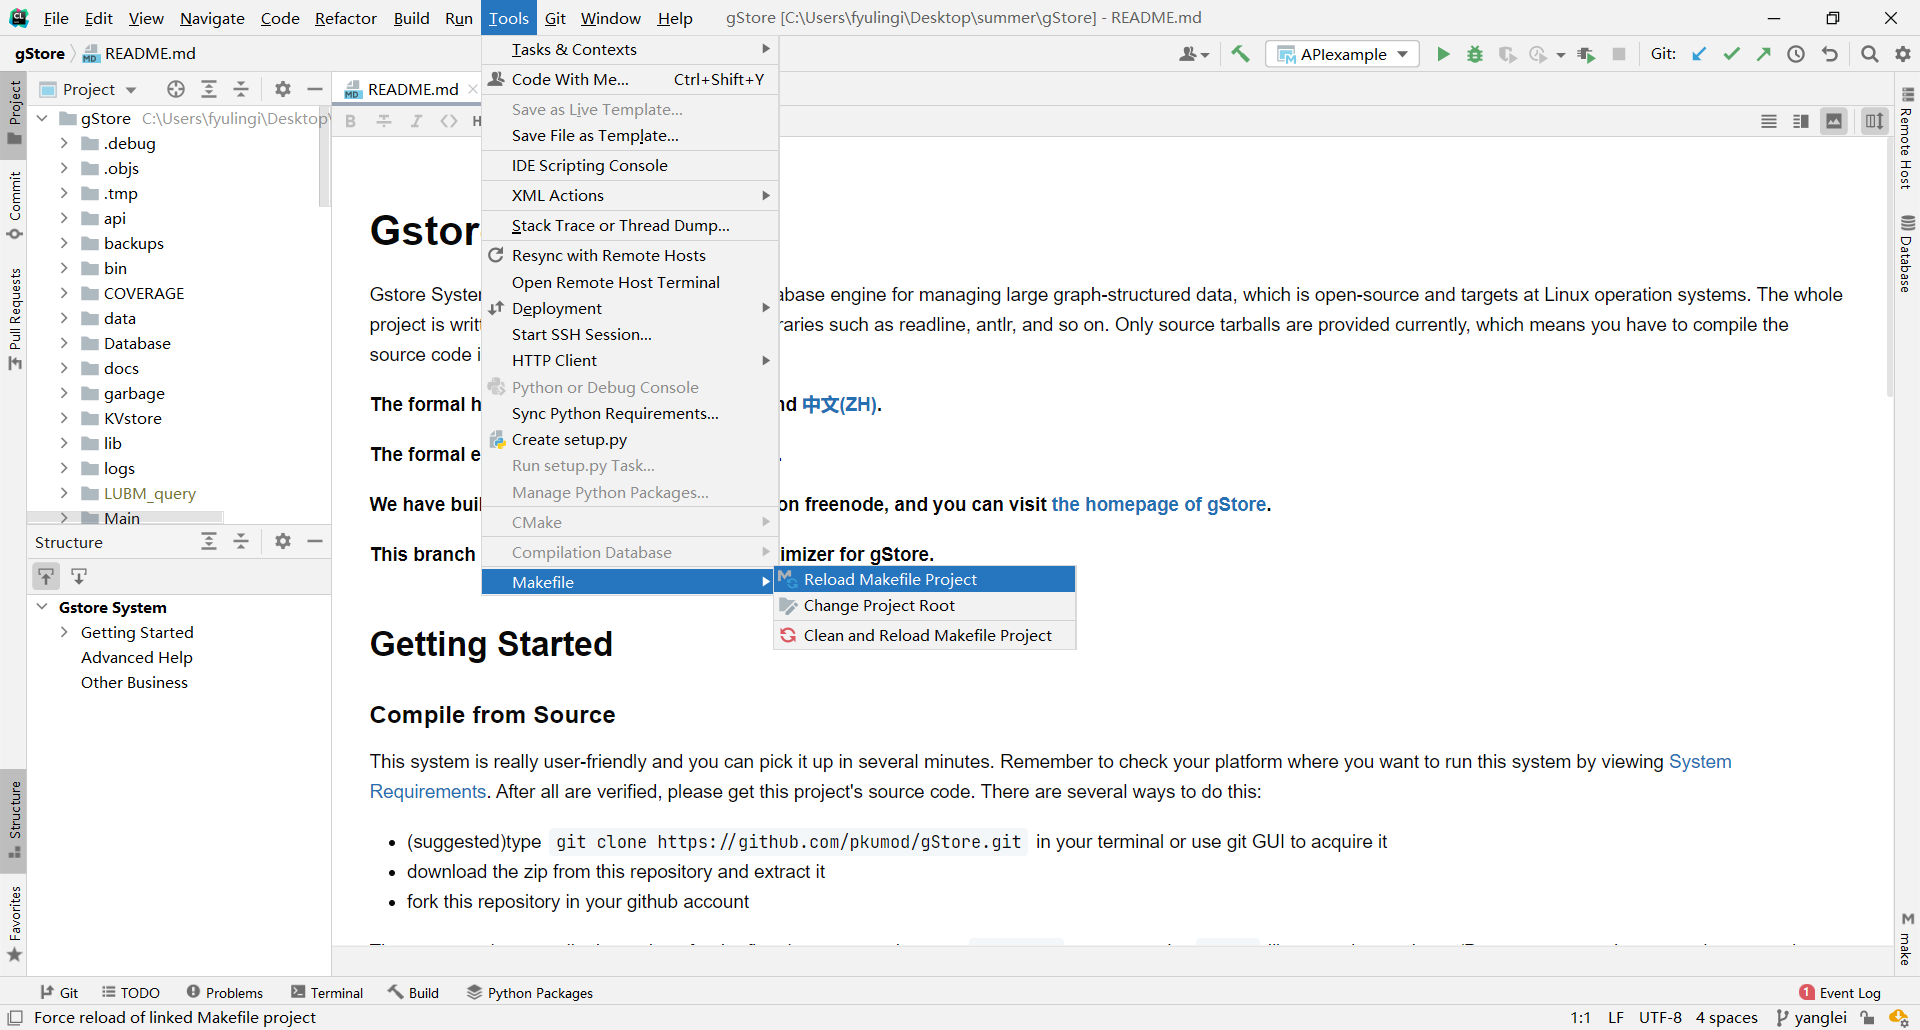 File Edit View Navigate Code Refactor Build Run Tools Git Window Help gStore [C:\Users\fyulingi\Desktop\summer\gStore] - README.md
gStore README.md
APIexample
Git:
Project
README.md
gStore C:\Users\fyulingi\Desktop\
.debug
.objs
.tmp
api
backups
bin
COVERAGE
data
Database
docs
garbage
KVstore
lib
logs
LUBM_query
Main
Structure
Gstore System
Getting Started
Advanced Help
Other Business
Project
Commit
Pull Requests
Structure
Favorites
Tasks & Contexts
Code With Me... Ctrl+Shift+Y
Save as Live Template...
Save File as Template...
IDE Scripting Console
XML Actions
Stack Trace or Thread Dump...
Resync with Remote Hosts
Open Remote Host Terminal
Deployment
Start SSH Session...
HTTP Client
Python or Debug Console
Sync Python Requirements...
Create setup.py
Run setup.py Task...
Manage Python Packages...
CMake
Compilation Database
Makefile
Reload Makefile Project
Change Project Root
Clean and Reload Makefile Project
Gstor
Gstore Syste abase engine for managing large graph-structured data, which is open-source and targets at Linux operation systems. The whole
project is writ raries such as readline, antlr, and so on. Only source tarballs are provided currently, which means you have to compile the
source code i
The formal h nd 中文(ZH).
The formal e .
We have buil on freenode, and you can visit the homepage of gStore.
This branch imizer for gStore.
Getting Started
Compile from Source
This system is really user-friendly and you can pick it up in several minutes. Remember to check your platform where you want to run this system by viewing System
Requirements. After all are verified, please get this project's source code. There are several ways to do this:
• (suggested)type git clone https://github.com/pkumod/gStore.git in your terminal or use git GUI to acquire it
• download the zip from this repository and extract it
• fork this repository in your github account
Remote Host
Database
make
Git TODO Problems Terminal Build Python Packages 1 Event Log
Force reload of linked Makefile project 1:1 LF UTF-8 4 spaces yanglei